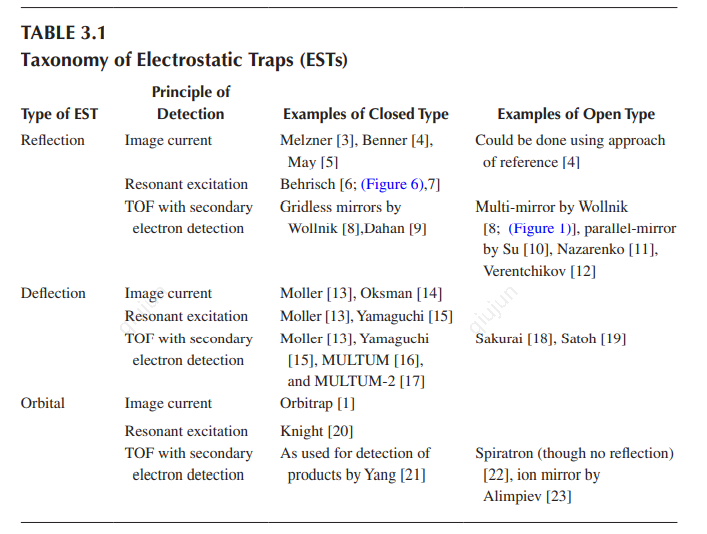 TABLE 3.1
Taxonomy of Electrostatic Traps (ESTs)
Type of EST Principle of Detection Examples of Closed Type Examples of Open Type
Reflection Image current Melzner [3], Benner [4], Could be done using approach
May [5] of reference [4]
Resonant excitation Behrisch [6; (Figure 6),7]
TOF with secondary Gridless mirrors by Multi-mirror by Wollnik
electron detection Wollnik [8],Dahan [9] [8; (Figure 1)], parallel-mirror
by Su [10], Nazarenko [11],
Verentchikov [12]
Deflection Image current Moller [13], Oksman [14]
Resonant excitation Moller [13], Yamaguchi [15]
TOF with secondary Moller [13], Yamaguchi Sakurai [18], Satoh [19]
electron detection [15], MULTUM [16],
and MULTUM-2 [17]
Orbital Image current Orbitrap [1]
Resonant excitation Knight [20]
TOF with secondary As used for detection of Spiratron (though no reflection)
electron detection products by Yang [21] [22], ion mirror by
Alimpiev [23]
qiujun
qiujun